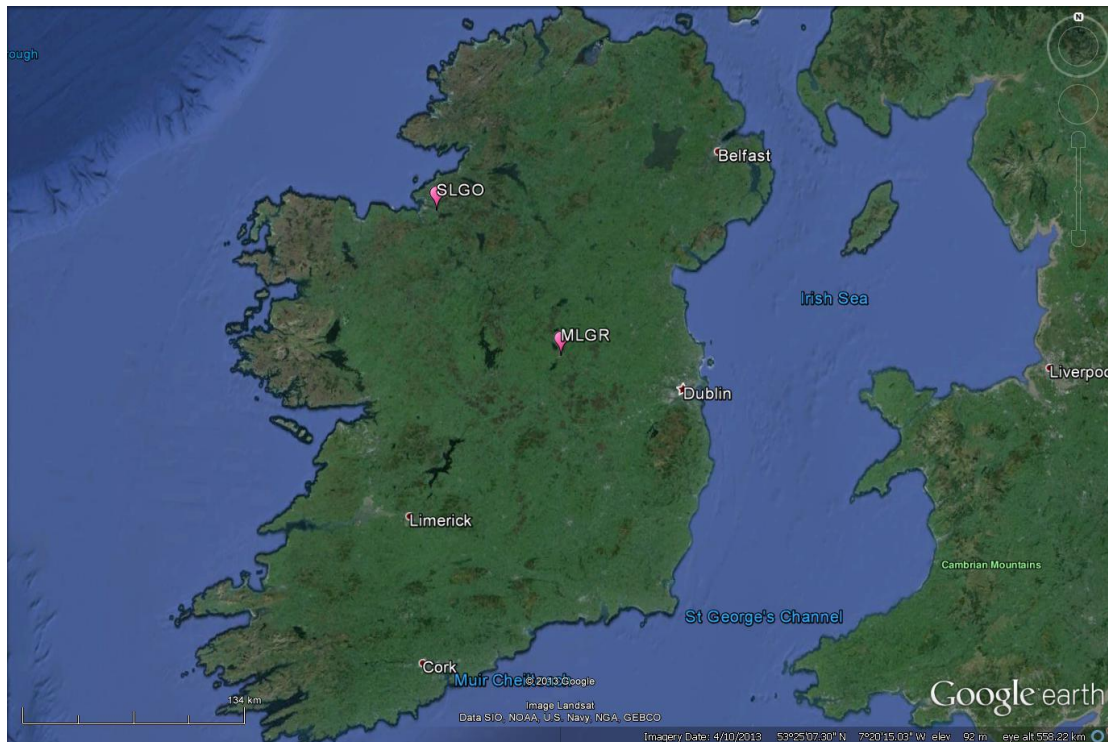 N
ough
Belfast
SLGO
Irish Sea
MLGR
Liverpoo
Dublin
Limerick
Cambrian Mountains
St George's Channel
Cork
Muir Che
© 2013 Google
134 km
Image Landsat
Data SIO, NOAA, U.S. Navy, NGA, GEBCO
Google earth
Imagery Date: 4/10/2013 53°25'07.30" N 7°20'15.03" W elev 92 m eye alt 558.22 km